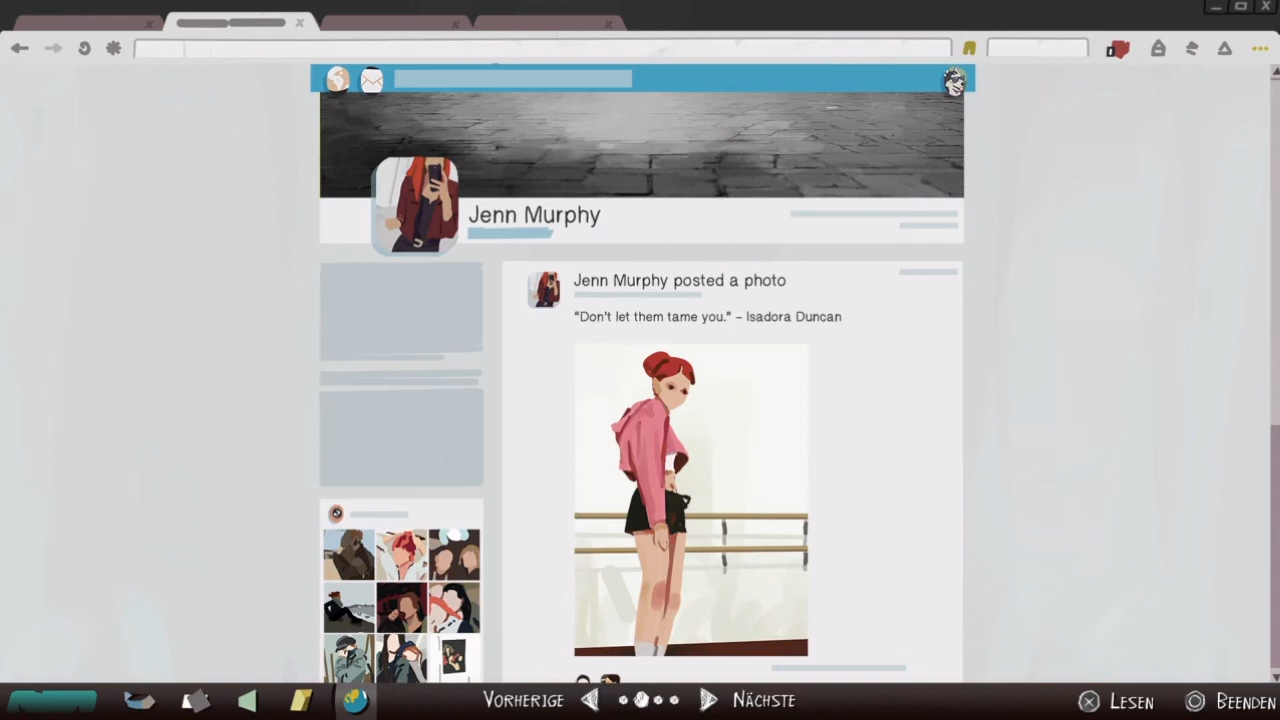 Jenn Murphy
Jenn Murphy posted a photo
“Don't let them tame you.” – Isadora Duncan
Vorherige
Nächste
Lesen
Beenden